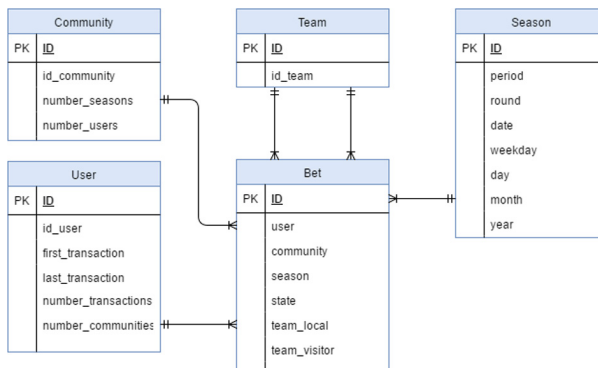 Community
PK ID
id_community
number_seasons
number_users
Team
PK ID
id_team
Season
PK ID
period
round
date
weekday
day
month
year
User
PK ID
id_user
first_transaction
last_transaction
number_transactions
number_communities
Bet
PK ID
user
community
season
state
team_local
team_visitor